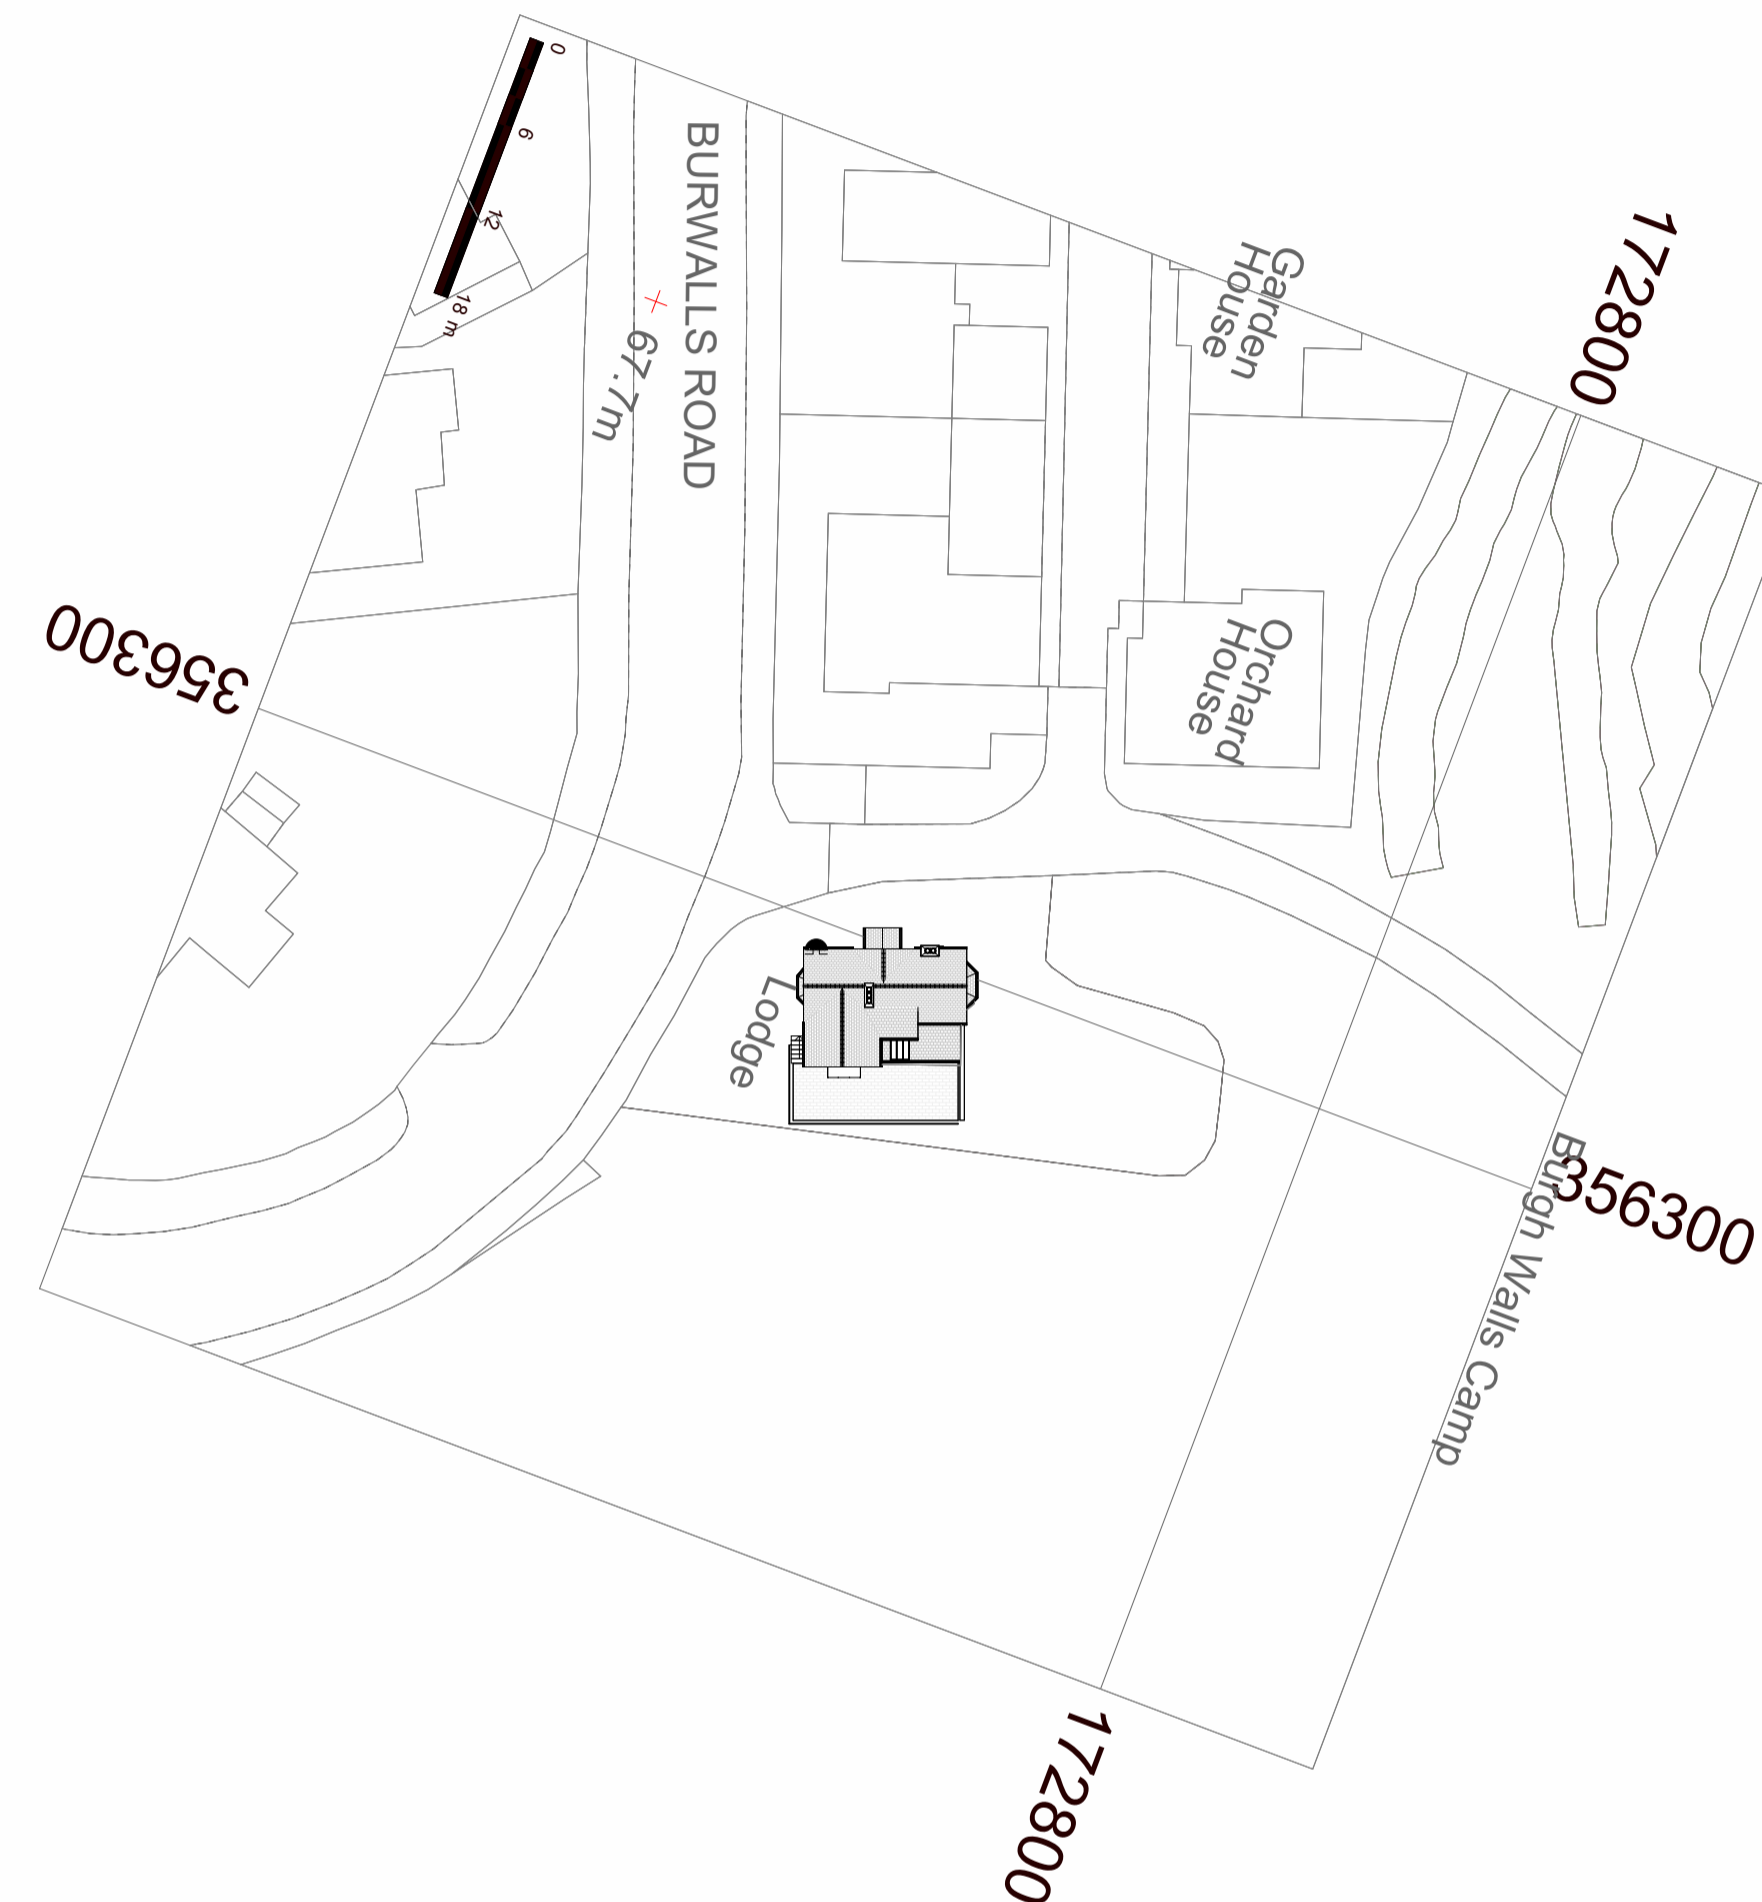 0
6
12
18 m
BURWALLS ROAD
67.7m
Garden
House
172800
356300
Orchard
House
Lodge
356300
Burgh Walls Camp
172800